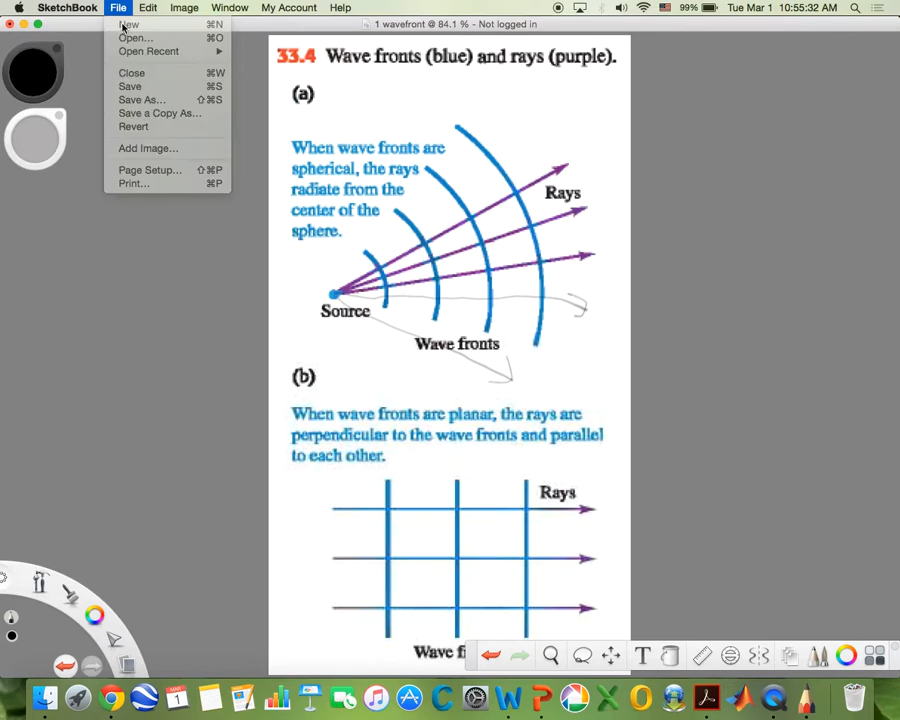 SketchBook File Edit Image Window My Account Help 99% Tue Mar 1 10:55:32 AM
1 wavefront @ 84.1 % - Not logged in
New ⌘N
Open... ⌘O
Open Recent ▶
Close ⌘W
Save ⌘S
Save As... ⇧⌘S
Save a Copy As...
Revert
Add Image...
Page Setup... ⇧⌘P
Print... ⌘P
33.4 Wave fronts (blue) and rays (purple).
(a)
When wave fronts are
spherical, the rays
radiate from the
center of the
sphere.
Rays
Source
Wave fronts
(b)
When wave fronts are planar, the rays are
perpendicular to the wave fronts and parallel
to each other.
Rays
Wave
T